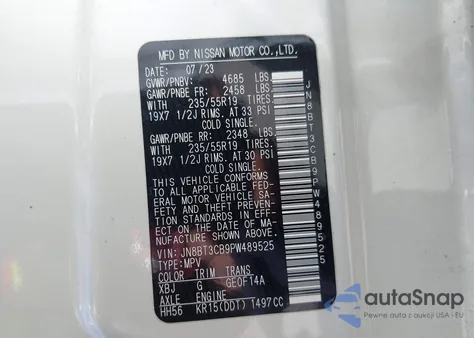 MFD BY NISSAN MOTOR CO.,LTD.
DATE: 07/23
GVWR/PNBV: 4685 LBS.
GAWR/PNBE FR: 2458 LBS.
WITH 235/55R19 TIRES.
19X7 1/2J RIMS AT 33 PSI
COLD SINGLE.
GAWR/PNBE RR: 2348 LBS.
WITH 235/55R19 TIRES.
19X7 1/2J RIMS AT 30 PSI
COLD SINGLE.
THIS VEHICLE CONFORMS
TO ALL APPLICABLE FED-
ERAL MOTOR VEHICLE SA-
FETY AND THEFT PREVEN-
TION STANDARDS IN EFF-
ECT ON THE DATE OF MA-
NUFACTURE SHOWN ABOVE.
VIN: JN8BT3CB9PW489525
TYPE:MPV
COLOR TRIM TRANS
XBJ G GE0F14A
AXLE ENGINE
HH56 KR15(DDT) 1497CC
JN8BT3CB9PW489525
autoSnap
Pewne auta z aukcji USA - EU